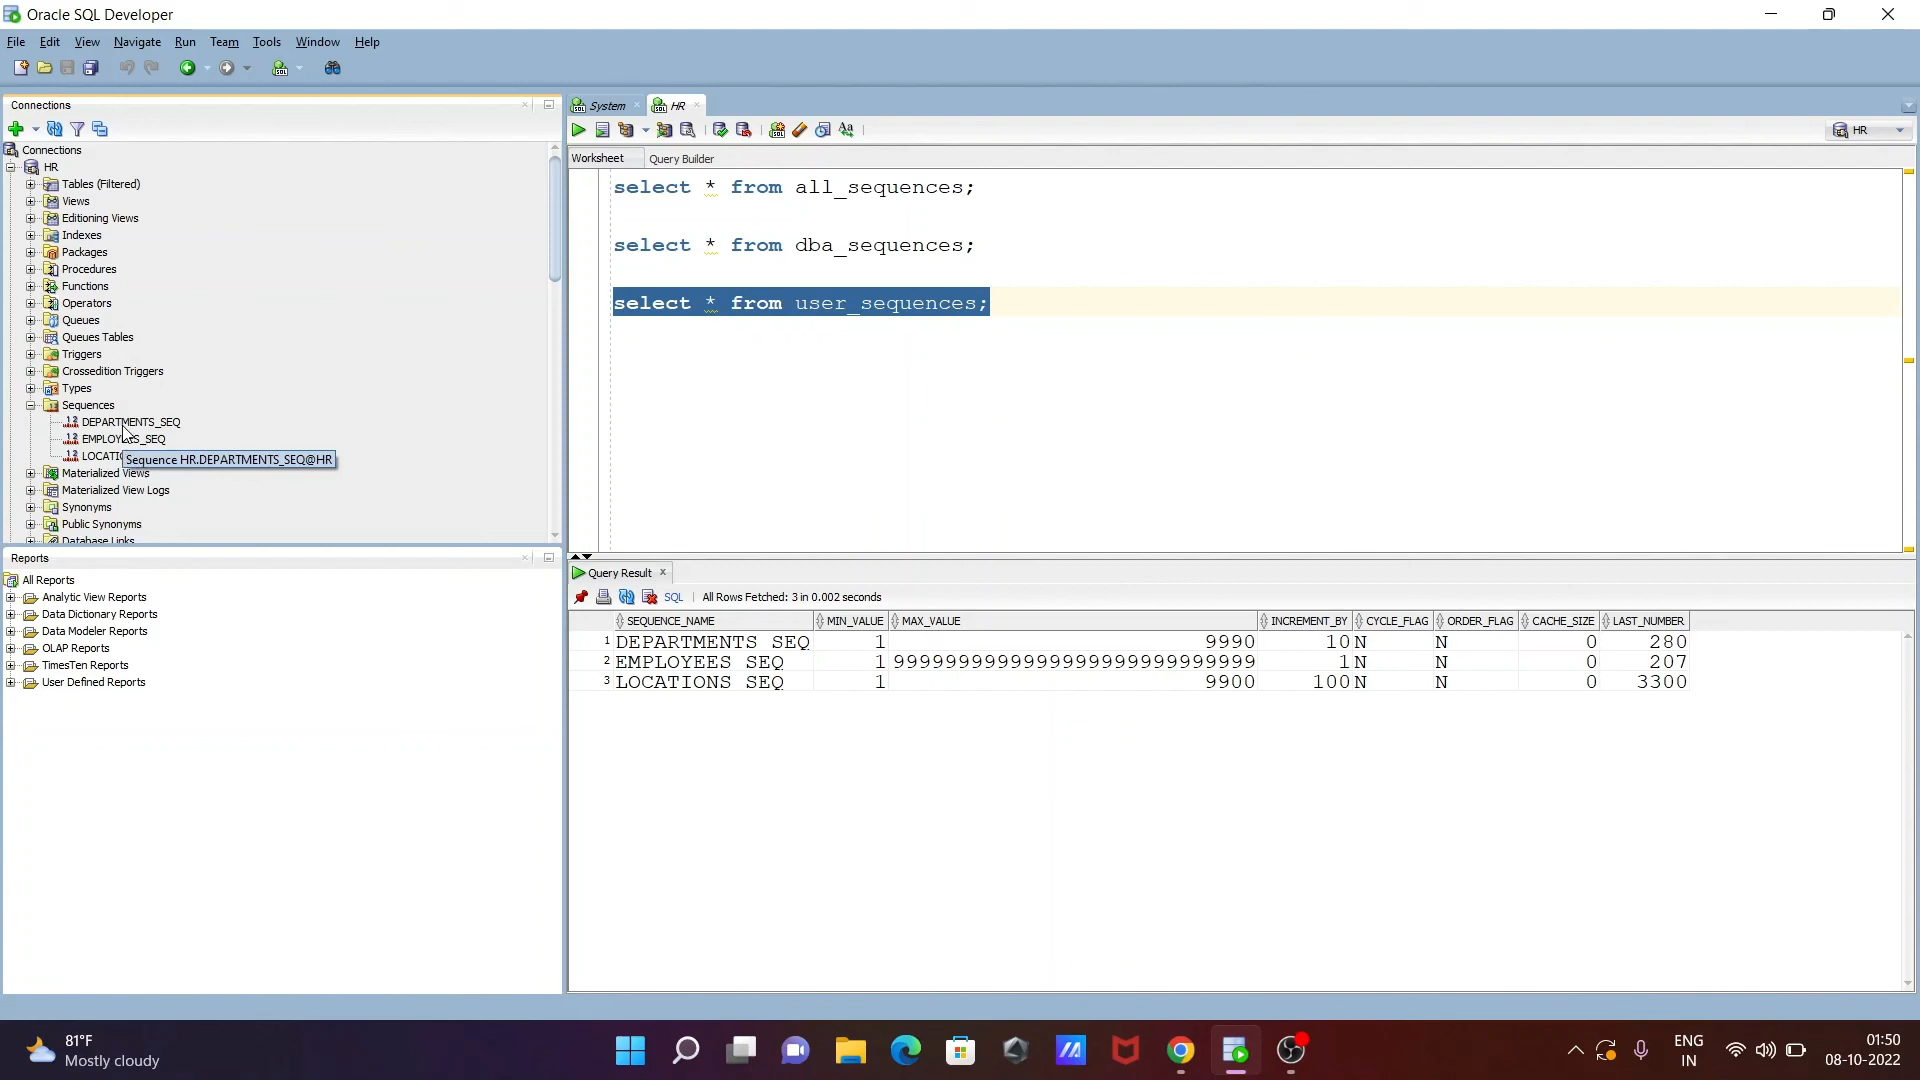 Oracle SQL Developer
File Edit View Navigate Run Team Tools Window Help
Connections
Connections
HR
Tables (Filtered)
Views
Editioning Views
Indexes
Packages
Procedures
Functions
Operators
Queues
Queues Tables
Triggers
Crossedition Triggers
Types
Sequences
DEPARTMENTS_SEQ
Sequence HR.DEPARTMENTS_SEQ@HR
Materialized Views
Materialized View Logs
Synonyms
Public Synonyms
Database Links
Reports
All Reports
Analytic View Reports
Data Dictionary Reports
Data Modeler Reports
OLAP Reports
TimesTen Reports
User Defined Reports
System HR
HR
Worksheet Query Builder
select * from all_sequences;
select * from dba_sequences;
select * from user_sequences;
Query Result
SQL All Rows Fetched: 3 in 0.002 seconds
SEQUENCE_NAME MIN_VALUE MAX_VALUE INCREMENT_BY CYCLE_FLAG ORDER_FLAG CACHE_SIZE LAST_NUMBER
1 DEPARTMENTS_SEQ 1 9990 10 N N 0 280
2 EMPLOYEES_SEQ 1 9999999999999999999999999999 1 N N 0 207
3 LOCATIONS_SEQ 1 9900 100 N N 0 3300
81°F
Mostly cloudy
ENG
IN
01:50
08-10-2022